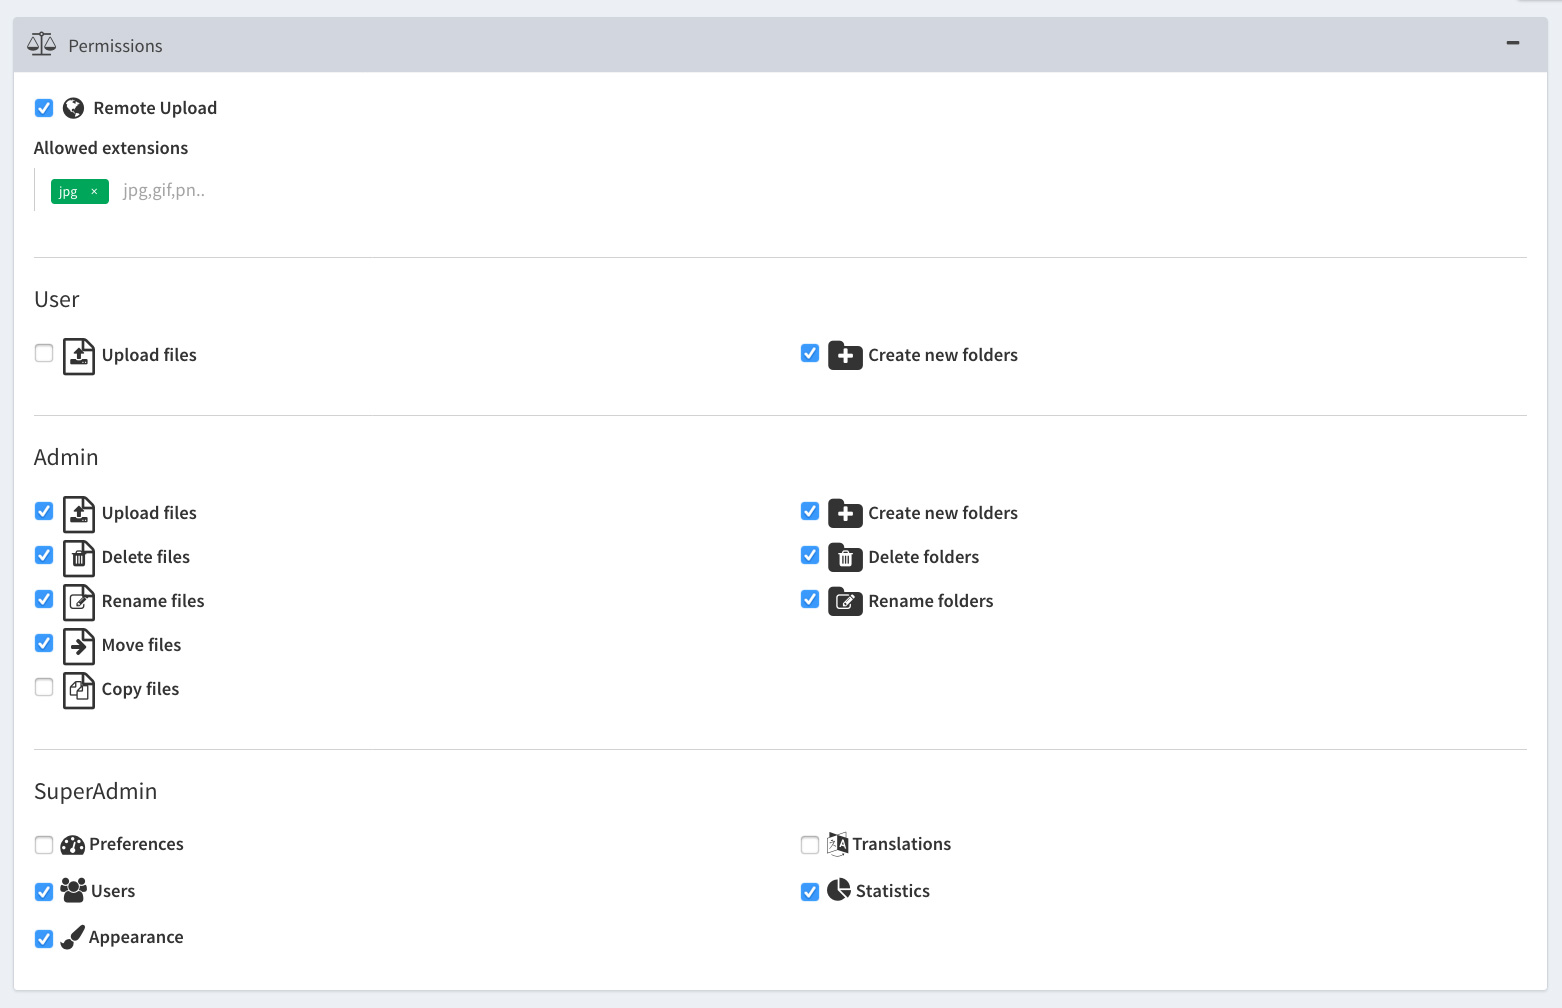 Permissions
Remote Upload
Allowed extensions
jpg × jpg,gif,pn..
User
Upload files Create new folders
Admin
Upload files Create new folders
Delete files Delete folders
Rename files Rename folders
Move files
Copy files
SuperAdmin
Preferences Translations
Users Statistics
Appearance